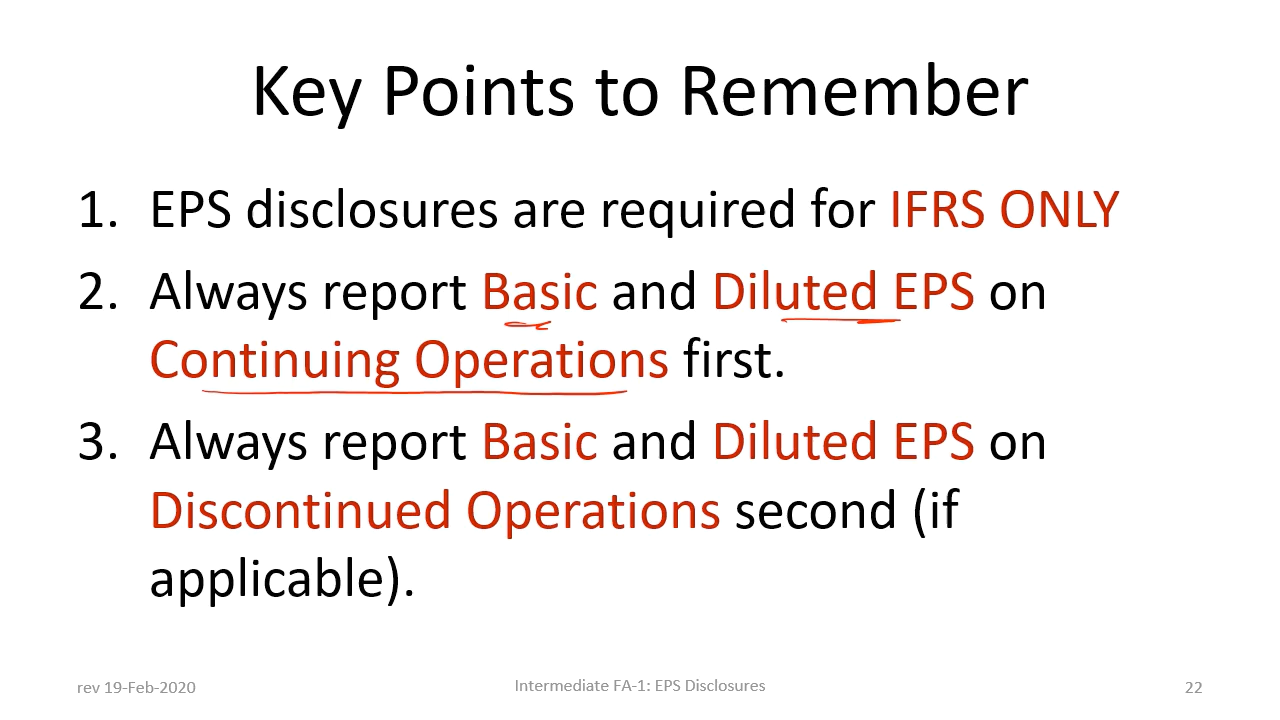 Key Points to Remember
1. EPS disclosures are required for IFRS ONLY
2. Always report Basic and Diluted EPS on
Continuing Operations first.
3. Always report Basic and Diluted EPS on
Discontinued Operations second (if
applicable).
rev 19-Feb-2020
Intermediate FA-1: EPS Disclosures
22